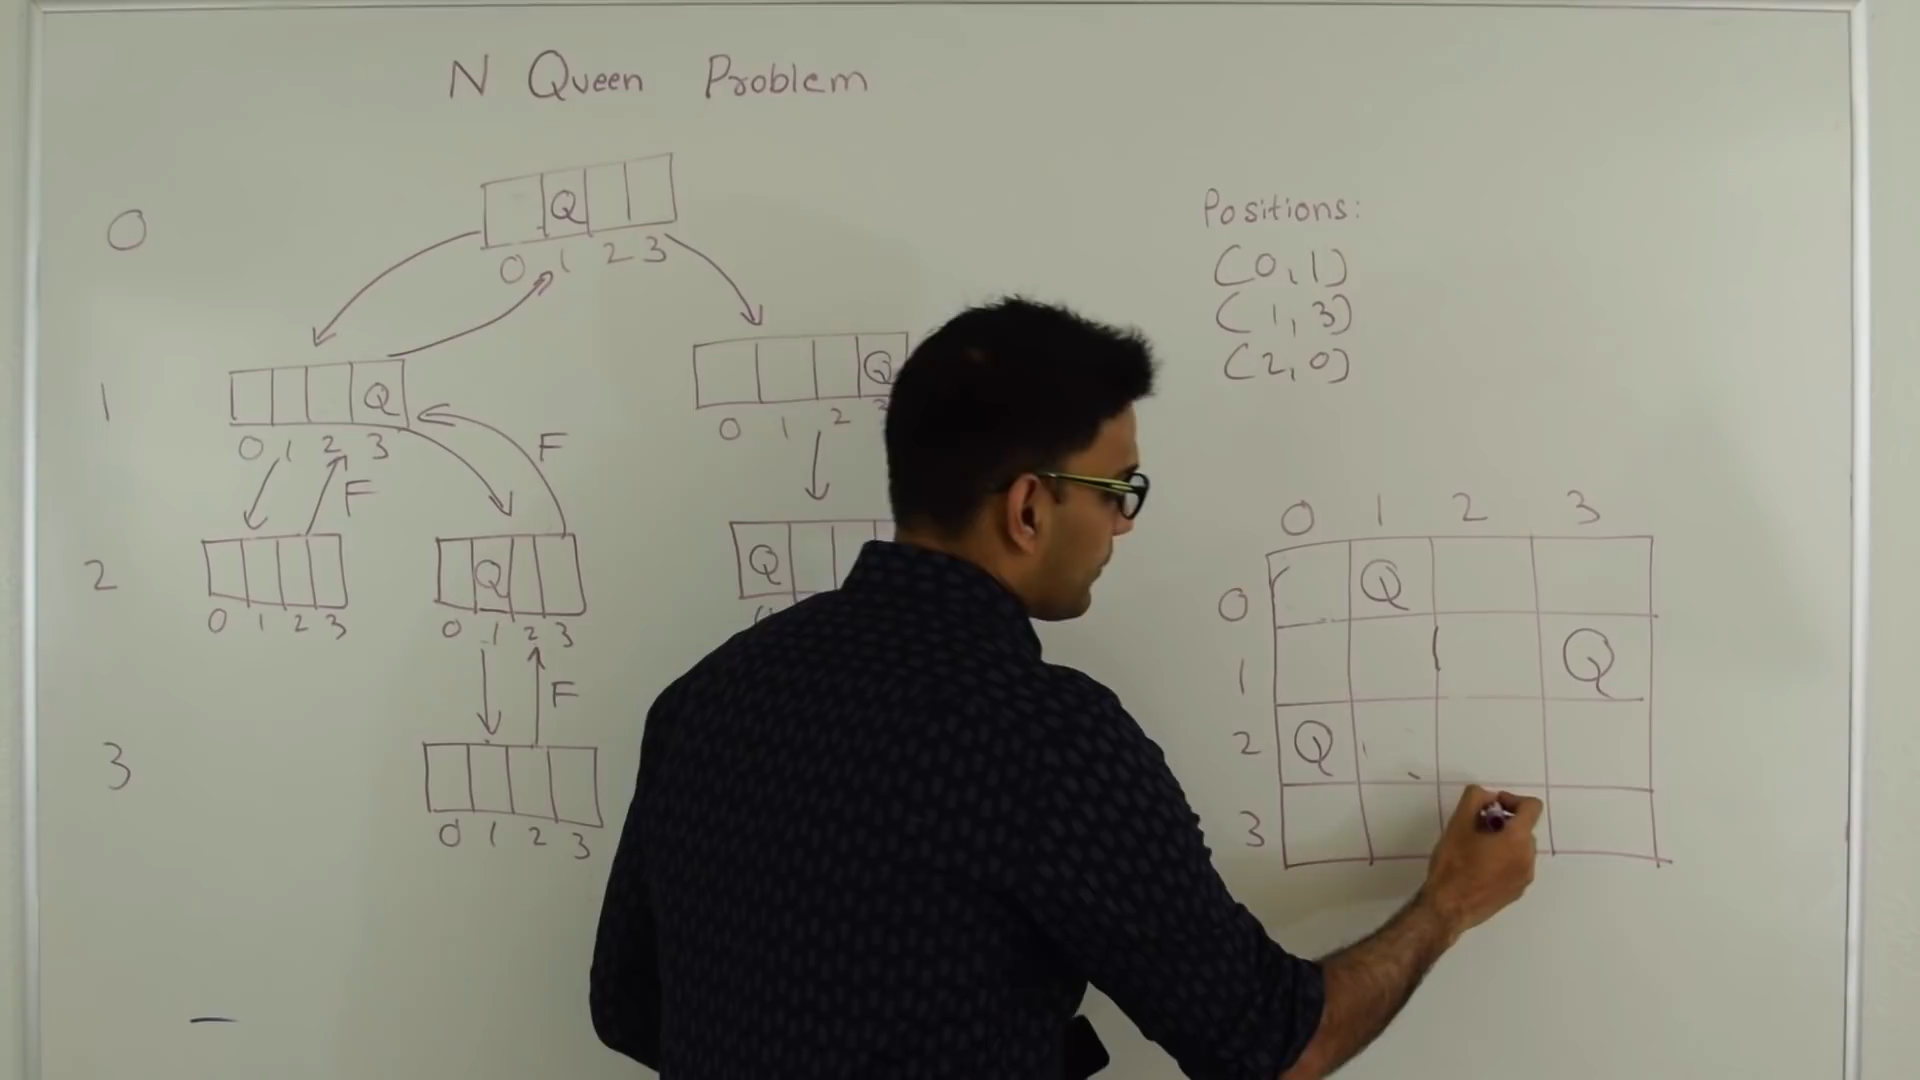 N Queen Problem
0
Q
0 1 2 3
Positions:
(0,1)
(1,3)
(2,0)
1
Q
0 1 2 3
F
F
Q
0 1 2
2
0 1 2 3
Q
0 1 2 3
F
Q
3
0 1 2 3
0 1 2 3
0 Q
1 Q
2 Q
3